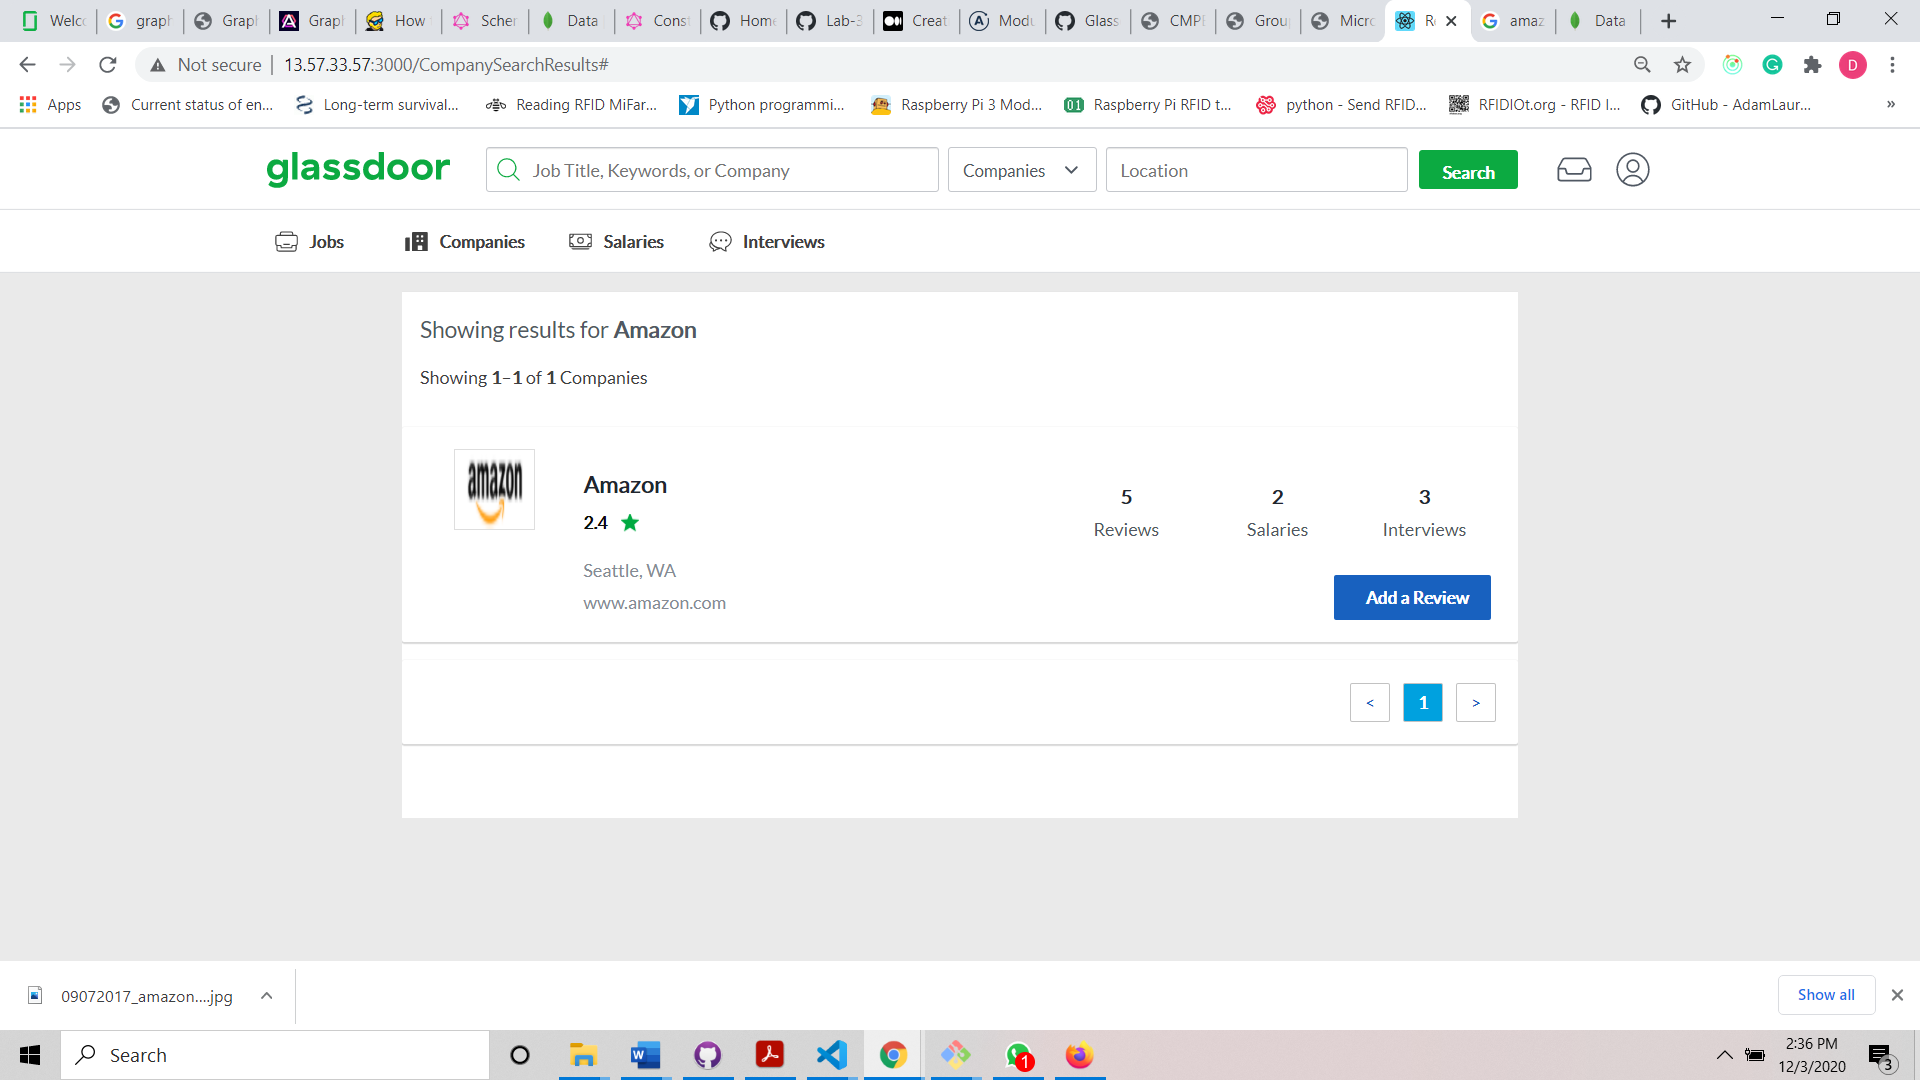 Welc grap Grap Grap How Scher Data Const Home Lab-3 Creat Modu Glass CMPE Grou Micro Re amaz Data
Not secure 13.57.33.57:3000/CompanySearchResults# D
Apps Current status of en... Long-term survival... Reading RFID MiFar... Python programmi... Raspberry Pi 3 Mod... Raspberry Pi RFID t... python - Send RFID... RFIDIOt.org - RFID I... GitHub - AdamLaur... »
glassdoor Job Title, Keywords, or Company Companies Location Search
Jobs Companies Salaries Interviews
Showing results for Amazon
Showing 1–1 of 1 Companies
amazon
Amazon
2.4
Seattle, WA
www.amazon.com
5 2 3
Reviews Salaries Interviews
Add a Review
< 1 >
09072017_amazon....jpg Show all
Search 1 2:36 PM
12/3/2020 3